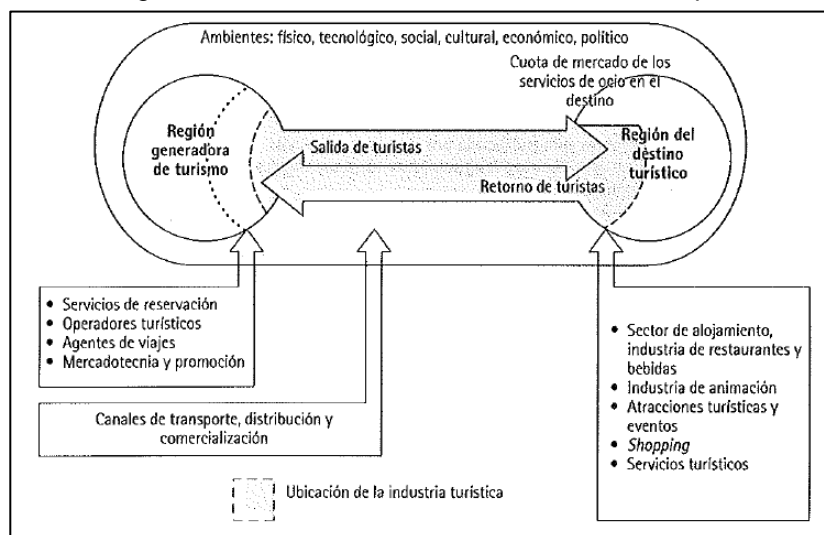 Ambientes: físico, tecnológico, social, cultural, económico, político
Cuota de mercado de los
servicios de ocio en el
destino
Región
generadora
de turismo
Salida de turistas
Región del
destino
turístico
Retorno de turistas
• Servicios de reservación
• Operadores turísticos
• Agentes de viajes
• Mercadotecnia y promoción
Canales de transporte, distribución y
comercialización
• Sector de alojamiento,
industria de restaurantes y
bebidas
• Industria de animación
• Atracciones turísticas y
eventos
• Shopping
• Servicios turísticos
Ubicación de la industria turística